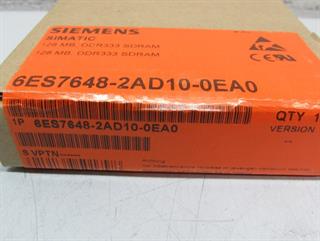 SIEMENS
SIMATIC
128 MB, DDR333 SDRAM
128 MB, DDR333 SDRAM
6ES7648-2AD10-0EA0
QTY 1
1P 6ES7648-2AD10-0EA0
VERSION
S VPTN
Achtung